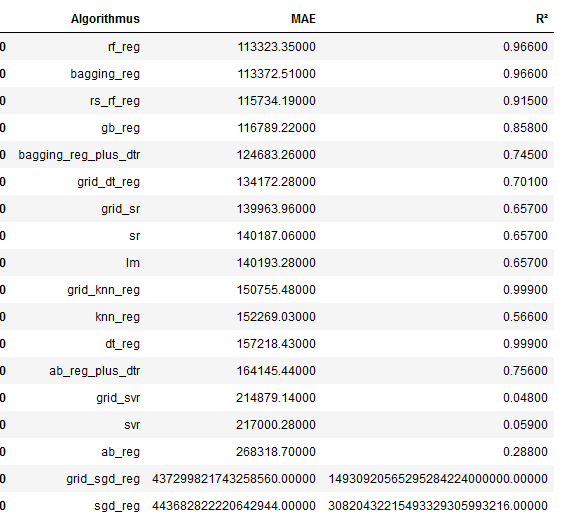 Algorithmus MAE R²
0 rf_reg 113323.35000 0.96600
0 bagging_reg 113372.51000 0.96600
0 rs_rf_reg 115734.19000 0.91500
0 gb_reg 116789.22000 0.85800
0 bagging_reg_plus_dtr 124683.26000 0.74500
0 grid_dt_reg 134172.28000 0.70100
0 grid_sr 139963.96000 0.65700
0 sr 140187.06000 0.65700
0 lm 140193.28000 0.65700
0 grid_knn_reg 150755.48000 0.99900
0 knn_reg 152269.03000 0.56600
0 dt_reg 157218.43000 0.99900
0 ab_reg_plus_dtr 164145.44000 0.75600
0 grid_svr 214879.14000 0.04800
0 svr 217000.28000 0.05900
0 ab_reg 268318.70000 0.28800
0 grid_sgd_reg 437299821743258560.00000 14930920565295284224000000.00000
0 sgd_reg 443682822220642944.00000 30820432215493329305993216.00000